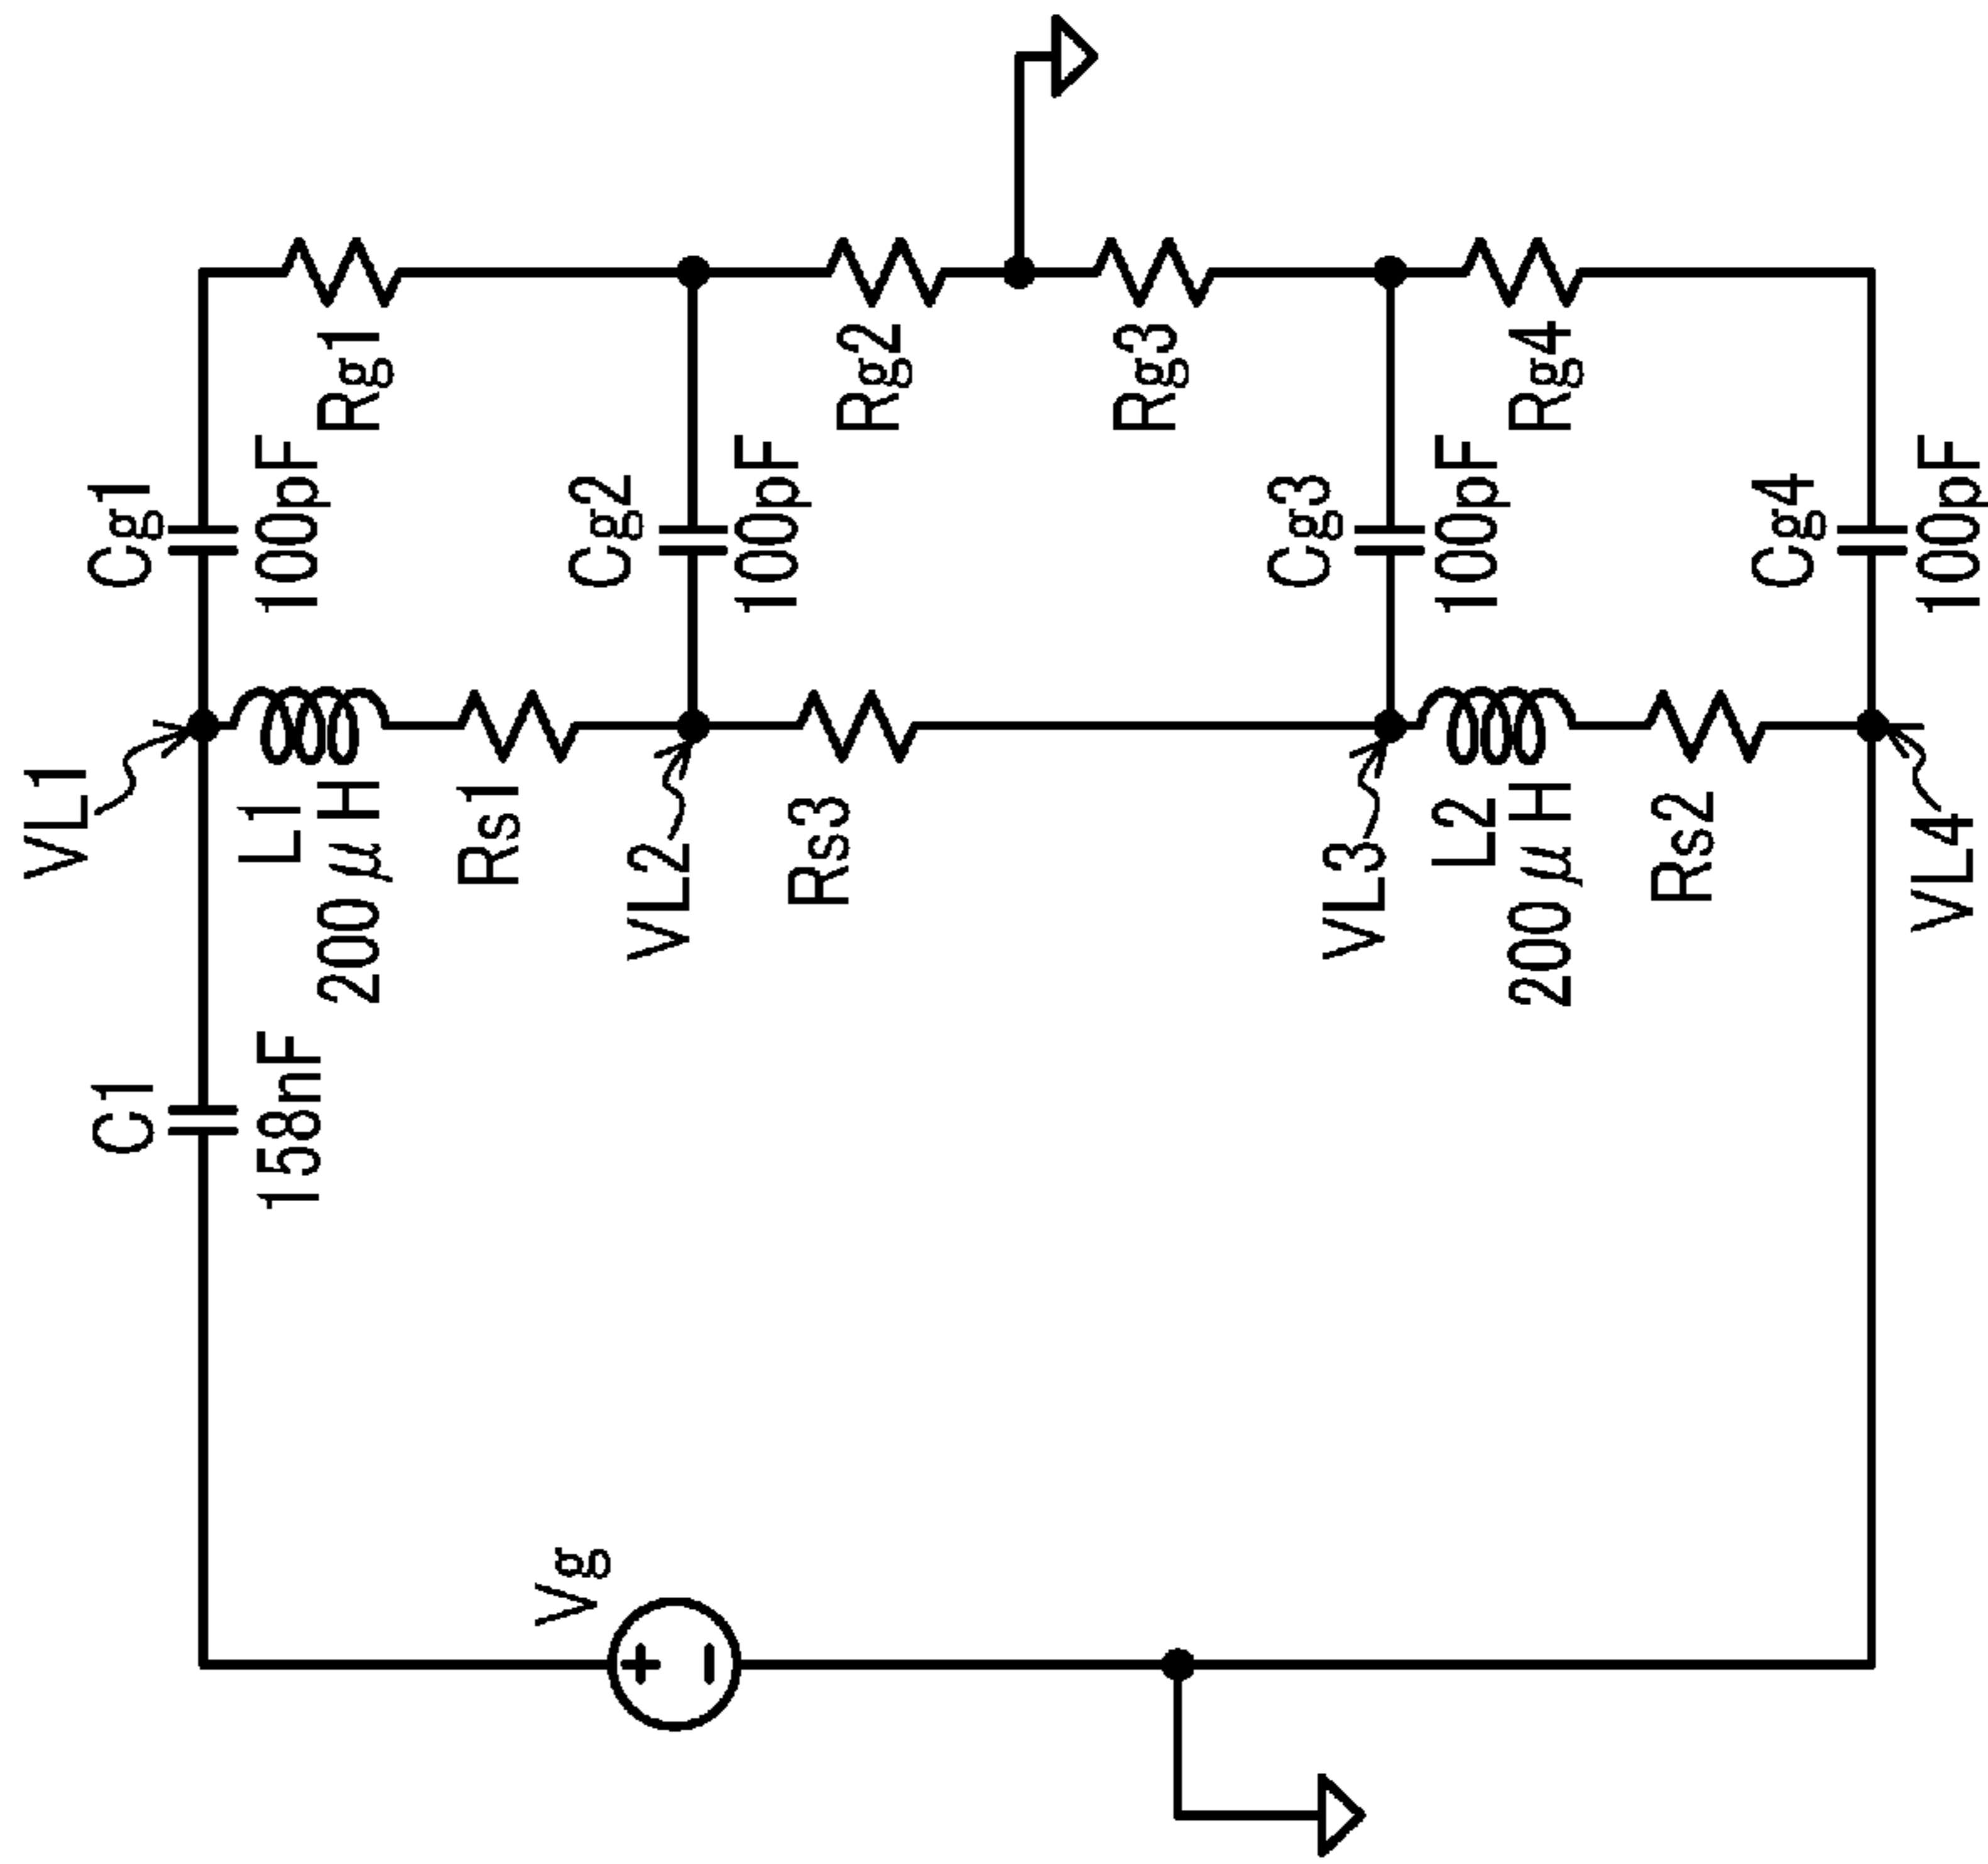 Vg
C1
158nF
VL1
L1
200μH
Rs1
VL2
Rs3
VL3
L2
200μH
Rs2
VL4
Cg1
100pF
Cg2
100pF
Cg3
100pF
Cg4
100pF
Rg1
Rg2
Rg3
Rg4
+
-